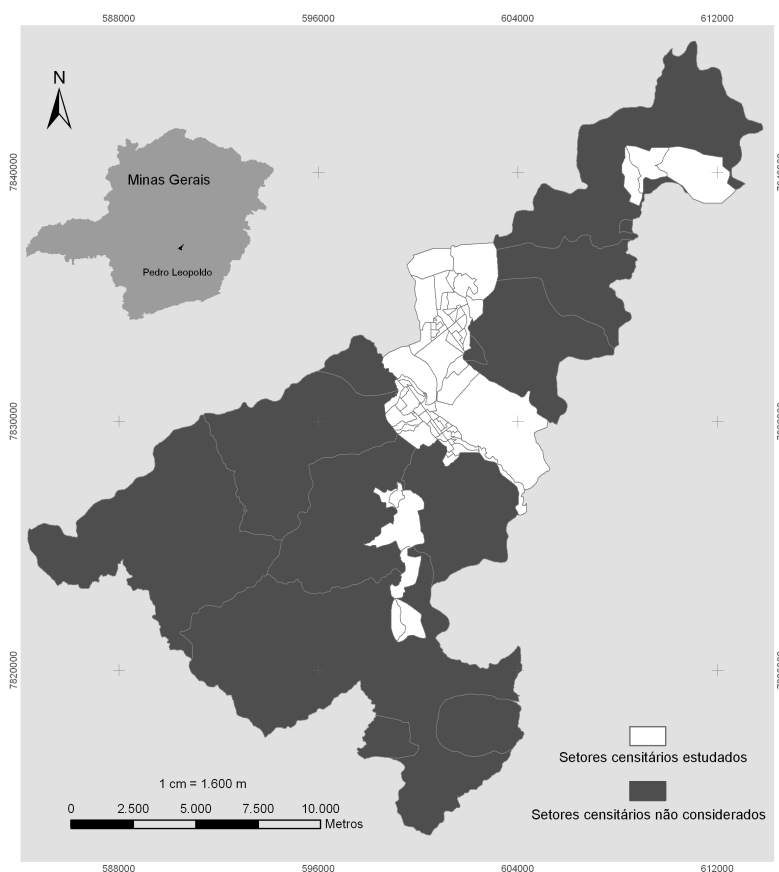 588000 596000 604000 612000
N
7840000
Minas Gerais
Pedro Leopoldo
7830000
7820000
Setores censitários estudados
1 cm = 1.600 m
Setores censitários não considerados
0 2.500 5.000 7.500 10.000
Metros
588000 596000 604000 612000